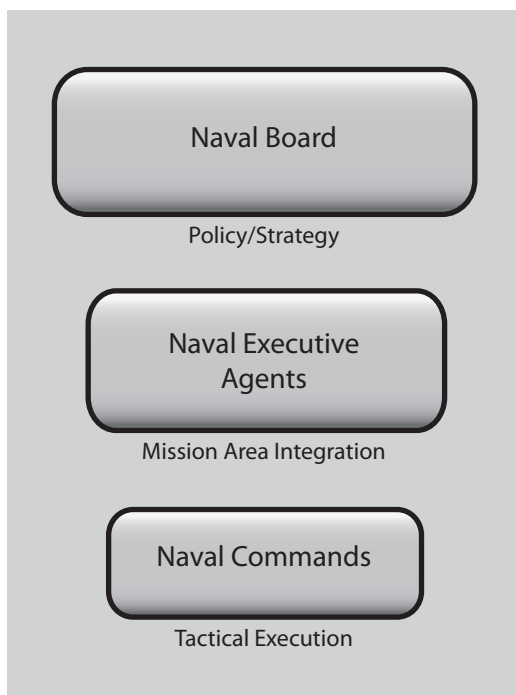 Naval Board
Policy/Strategy
Naval Executive
Agents
Mission Area Integration
Naval Commands
Tactical Execution